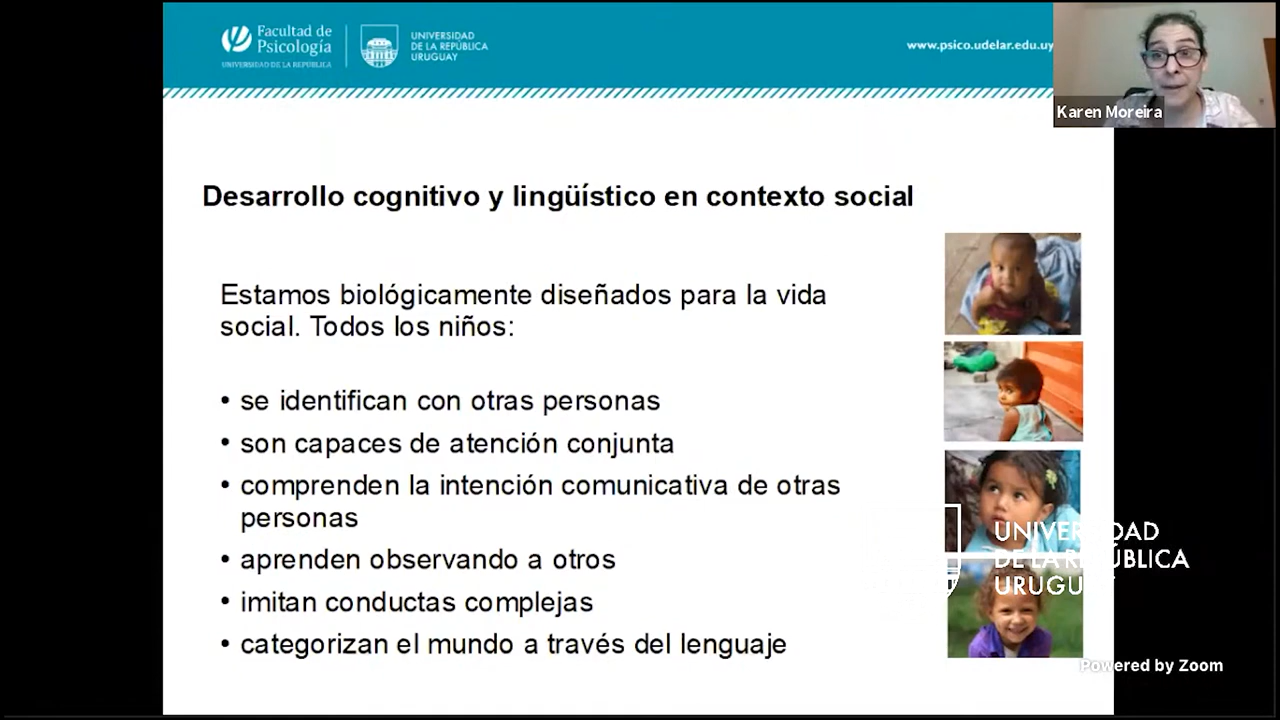 Facultad de
Psicología
UNIVERSIDAD DE LA REPÚBLICA
UNIVERSIDAD
DE LA REPÚBLICA
URUGUAY
www.psico.udelar.edu.uy
Karen Moreira
Desarrollo cognitivo y lingüístico en contexto social
Estamos biológicamente diseñados para la vida
social. Todos los niños:
• se identifican con otras personas
• son capaces de atención conjunta
• comprenden la intención comunicativa de otras
personas
• aprenden observando a otros
• imitan conductas complejas
• categorizan el mundo a través del lenguaje
UNIVERSIDAD
DE LA REPÚBLICA
URUGUAY
Powered by Zoom